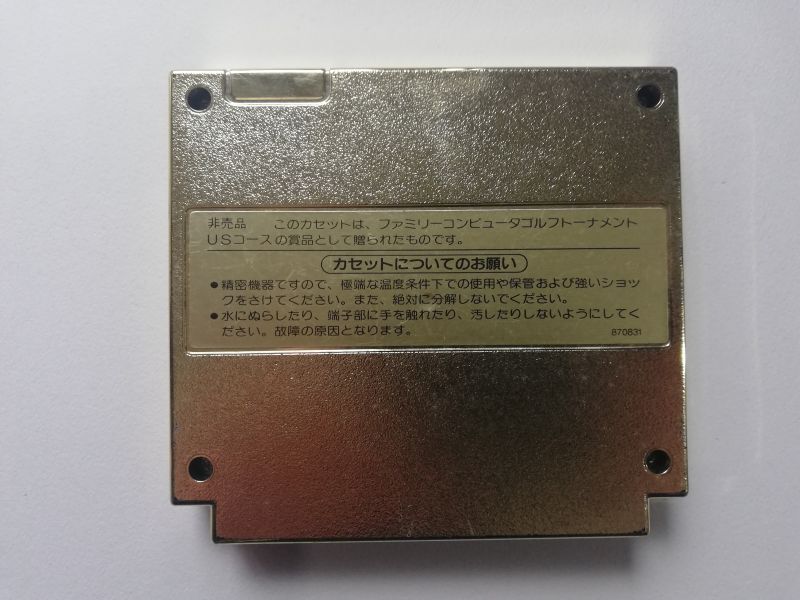 非売品 このカセットは、ファミリーコンピュータゴルフトーナメント
USコースの賞品として贈られたものです。
カセットについてのお願い
●精密機器ですので、極端な温度条件下での使用や保管および強いショッ
クをさけてください。また、絶対に分解しないでください。
●水にぬらしたり、端子部に手を触れたり、汚したりしないようにしてく
ださい。故障の原因となります。
870831